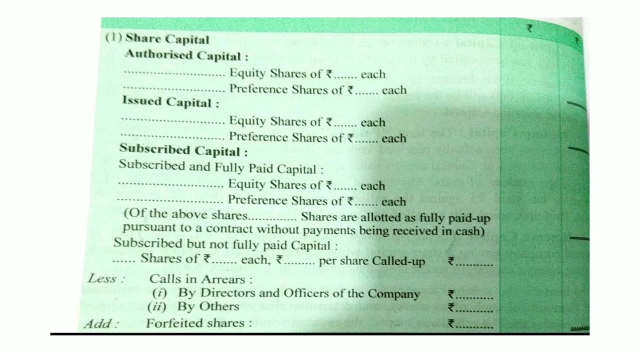 ₹ ₹
(1) Share Capital
Authorised Capital :
............................ Equity Shares of ₹....... each
............................ Preference Shares of ₹....... each
Issued Capital :
............................ Equity Shares of ₹....... each
............................ Preference Shares of ₹....... each
Subscribed Capital :
Subscribed and Fully Paid Capital :
............................ Equity Shares of ₹....... each
............................ Preference Shares of ₹....... each
(Of the above shares.............. Shares are allotted as fully paid-up
pursuant to a contract without payments being received in cash)
Subscribed but not fully paid Capital :
...... Shares of ₹....... each, ₹......... per share Called-up ₹...........
Less : Calls in Arrears :
(i) By Directors and Officers of the Company ₹...........
(ii) By Others ₹...........
Add : Forfeited shares : ₹...........